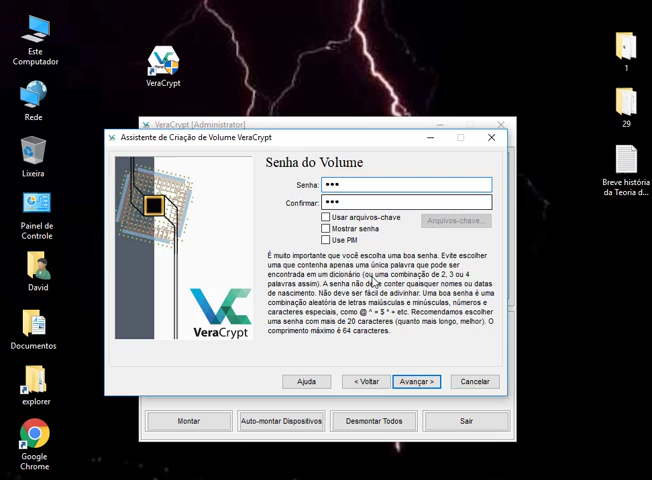 Este
Computador
VeraCrypt
1
Rede
29
VeraCrypt [Administrator]
Assistente de Criação de Volume VeraCrypt
Senha do Volume
Senha: •••
Confirmar: •••
Usar arquivos-chave
Arquivos-chave...
Mostrar senha
Use PIM
É muito importante que você escolha uma boa senha. Evite escolher
uma que contenha apenas uma única palavra que pode ser
encontrada em um dicionário (ou uma combinação de 2, 3 ou 4
palavras assim). A senha não deve conter quaisquer nomes ou datas
de nascimento. Não deve ser fácil de adivinhar. Uma boa senha é uma
combinação aleatória de letras maiúsculas e minúsculas, números e
caracteres especiais, como @ ^ = $ * + etc. Recomendamos escolher
uma senha com mais de 20 caracteres (quanto mais longo, melhor). O
comprimento máximo é 64 caracteres.
VeraCrypt
Ajuda
< Voltar
Avançar >
Cancelar
Montar
Auto-montar Dispositivos
Desmontar Todos
Sair
Lixeira
Breve história
da Teoria d...
Painel de
Controle
David
Documentos
explorer
Google
Chrome